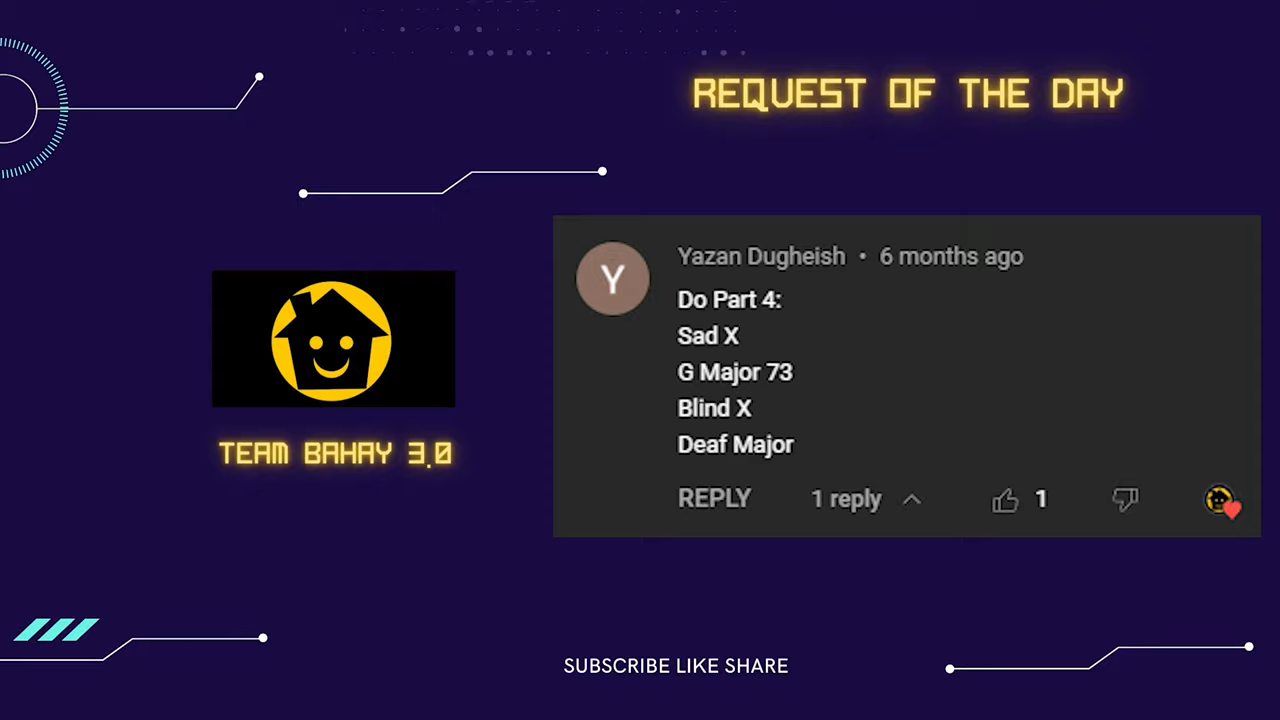 REQUEST OF THE DAY
Y
Yazan Dugheish • 6 months ago
Do Part 4:
Sad X
G Major 73
Blind X
Deaf Major
REPLY 1 reply 1
TEAM BAHAY 3.0
SUBSCRIBE LIKE SHARE